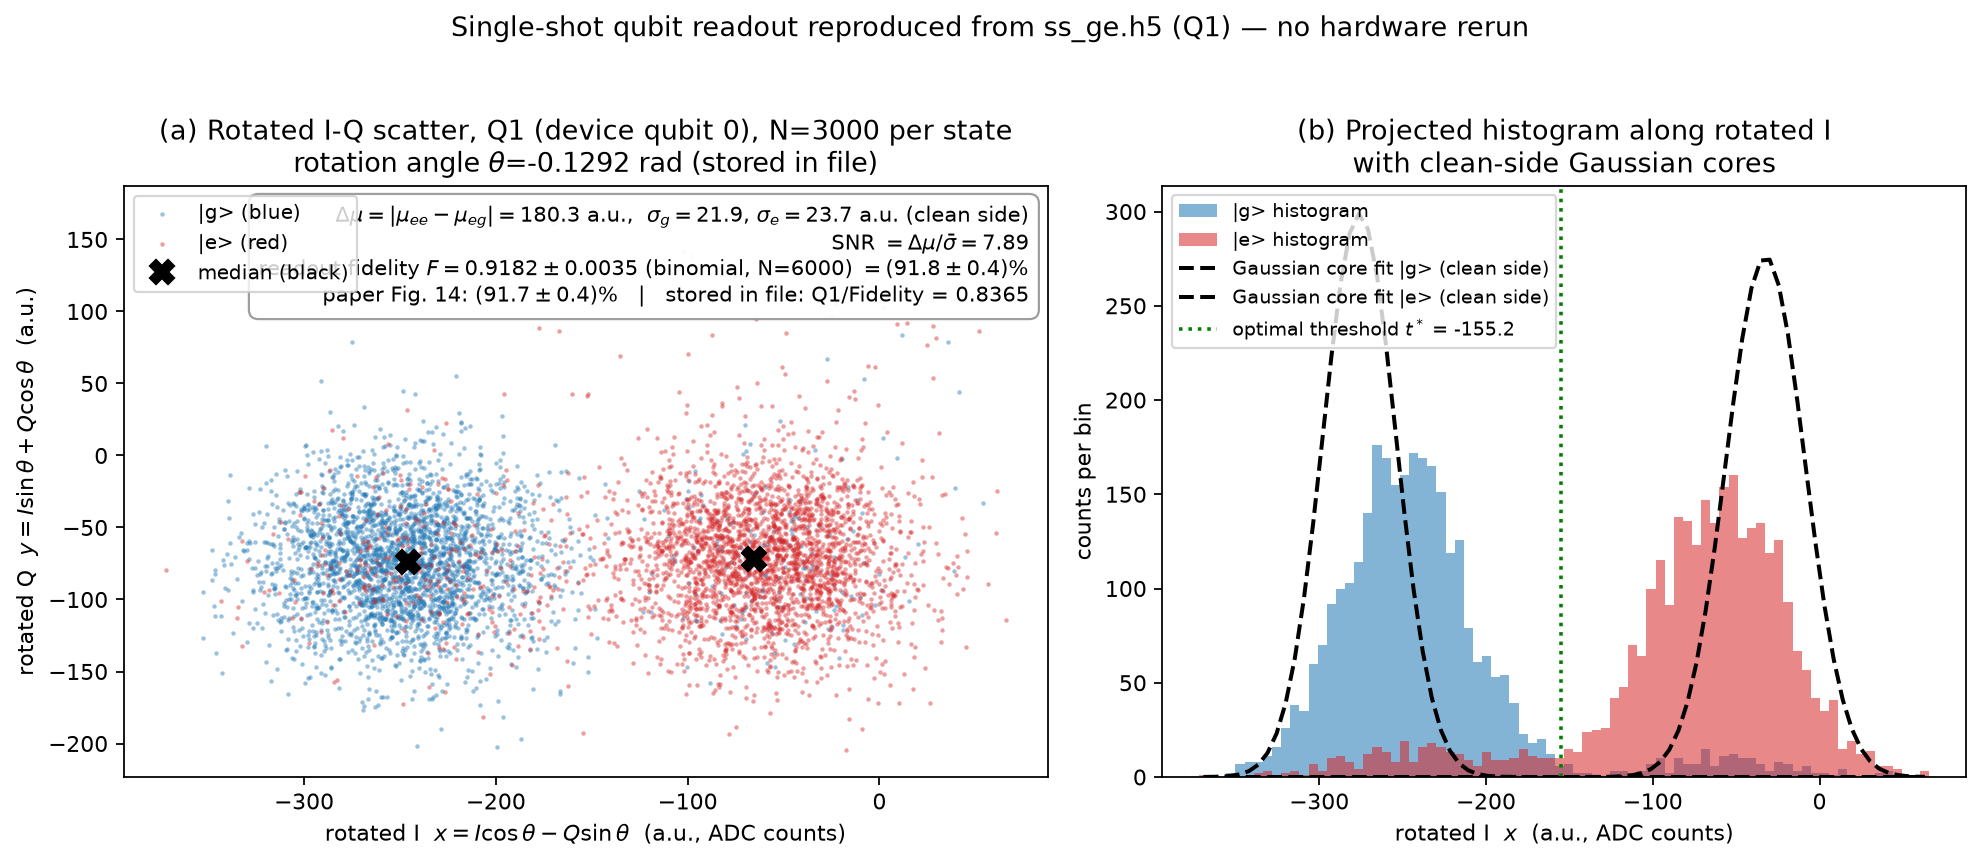 Single-shot qubit readout reproduced from ss_ge.h5 (Q1) — no hardware rerun
(a) Rotated I-Q scatter, Q1 (device qubit 0), N=3000 per state
rotation angle θ=-0.1292 rad (stored in file)
|g> (blue)
|e> (red)
median (black)
Δμ = |μ_ee − μ_eg| = 180.3 a.u., σ_g = 21.9, σ_e = 23.7 a.u. (clean side)
SNR = Δμ/σ̄ = 7.89
readout fidelity F = 0.9182 ± 0.0035 (binomial, N=6000) = (91.8 ± 0.4)%
paper Fig. 14: (91.7 ± 0.4)% | stored in file: Q1/Fidelity = 0.8365
rotated Q y = I sin θ + Q cos θ (a.u.)
150
100
50
0
−50
−100
−150
−200
−300
−200
−100
0
rotated I x = I cos θ − Q sin θ (a.u., ADC counts)
(b) Projected histogram along rotated I
with clean-side Gaussian cores
|g> histogram
|e> histogram
Gaussian core fit |g> (clean side)
Gaussian core fit |e> (clean side)
optimal threshold t* = -155.2
counts per bin
300
250
200
150
100
50
0
−300
−200
−100
0
rotated I x (a.u., ADC counts)